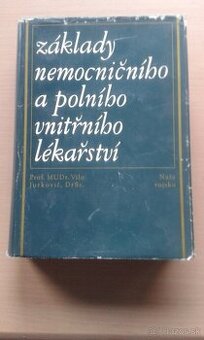 základy
nemocničního
a polního
vnitřního
lékařství
Prof. MUDr. Vilo Naše
Jurkovič, DrSc. vojsko